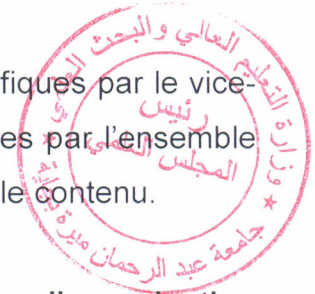 fiques par le vice-
es par l'ensemble
le contenu.
وزارة التعليم العالي و البحث العلمي
رئيس
المجلس العلمي
جامعة عبد الرحمان ميرة